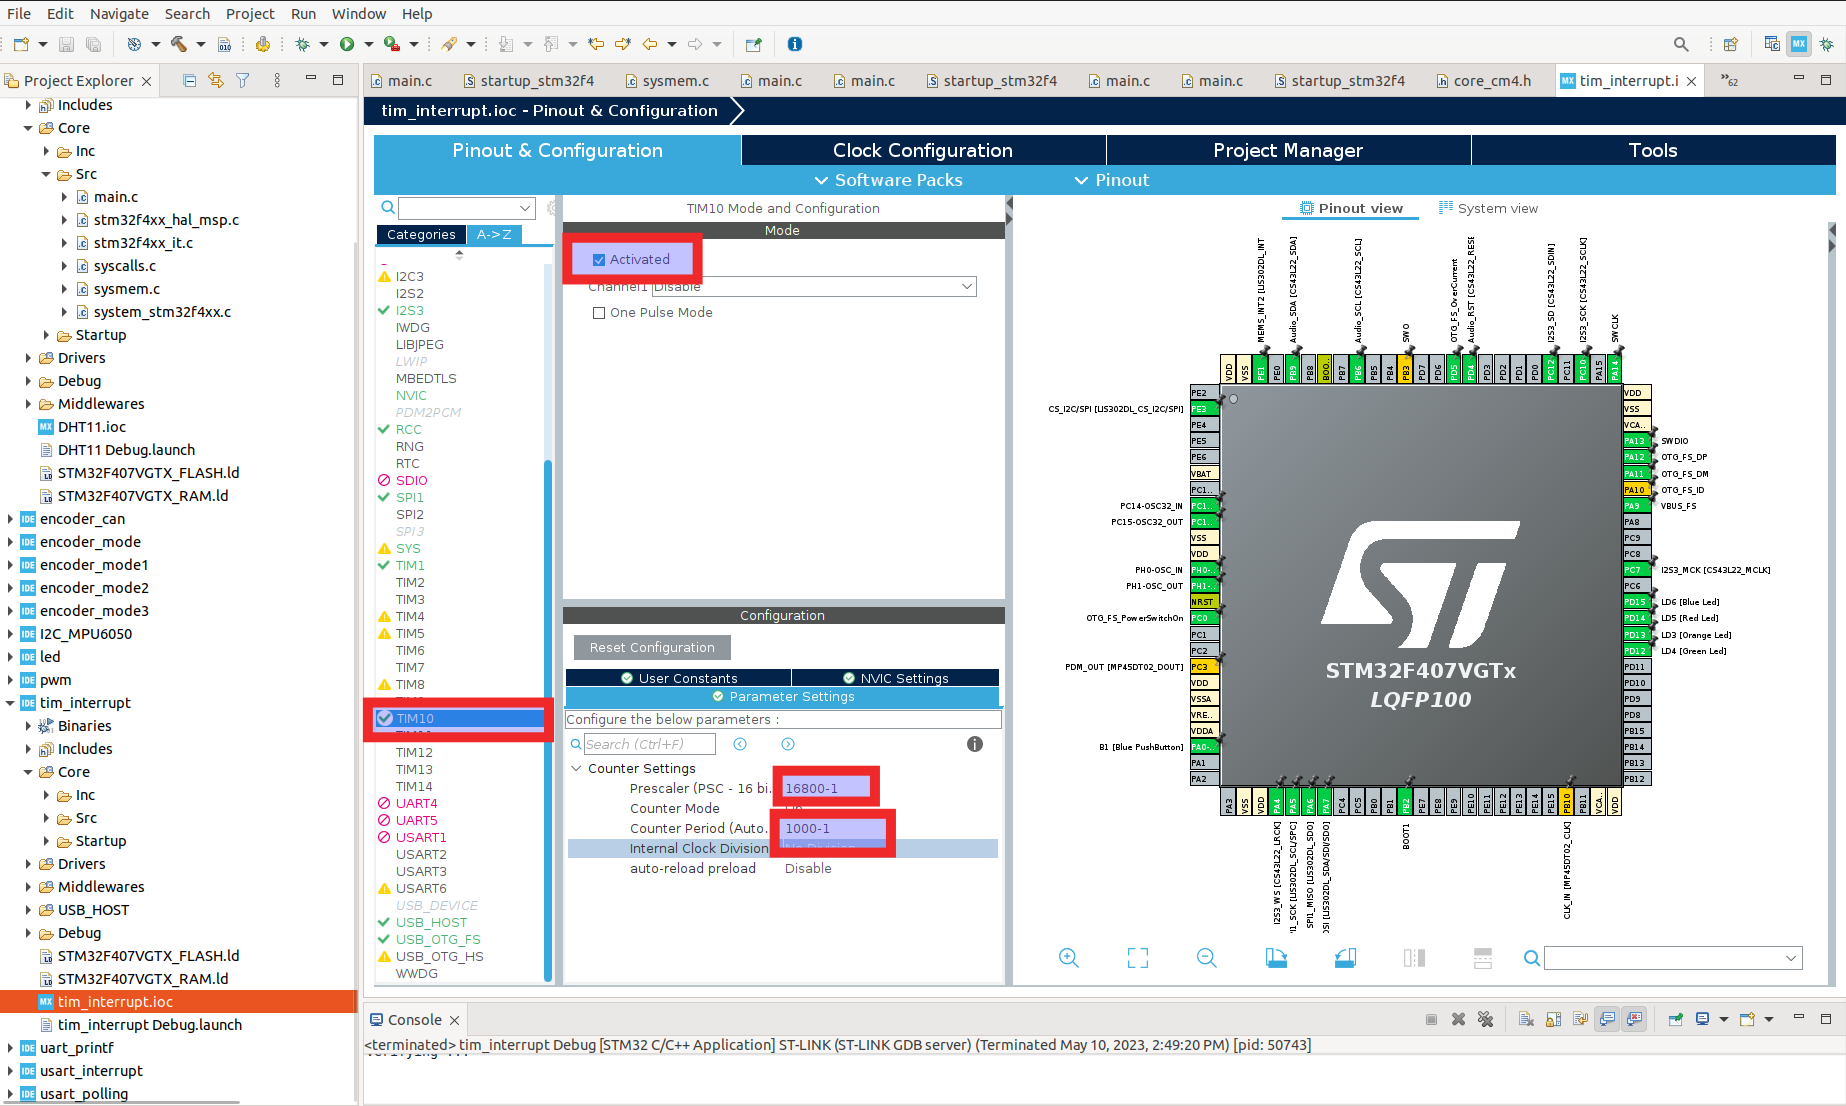 File Edit Navigate Search Project Run Window Help
Project Explorer
main.c startup_stm32f4 sysmem.c main.c main.c startup_stm32f4 main.c main.c startup_stm32f4 core_cm4.h tim_interrupt.i »62
tim_interrupt.ioc - Pinout & Configuration
Pinout & Configuration Clock Configuration Project Manager Tools
Software Packs Pinout
Includes
Core
Inc
Src
main.c
stm32f4xx_hal_msp.c
stm32f4xx_it.c
syscalls.c
sysmem.c
system_stm32f4xx.c
Startup
Drivers
Debug
Middlewares
DHT11.ioc
DHT11 Debug.launch
STM32F407VGTX_FLASH.ld
STM32F407VGTX_RAM.ld
encoder_can
encoder_mode
encoder_mode1
encoder_mode2
encoder_mode3
I2C_MPU6050
led
pwm
tim_interrupt
Binaries
Includes
Core
Inc
Src
Startup
Drivers
Middlewares
USB_HOST
Debug
STM32F407VGTX_FLASH.ld
STM32F407VGTX_RAM.ld
tim_interrupt.ioc
tim_interrupt Debug.launch
uart_printf
usart_interrupt
usart_polling
Categories A->Z
I2C3
I2S2
I2S3
IWDG
LIBJPEG
LWIP
MBEDTLS
NVIC
PDM2PCM
RCC
RNG
RTC
SDIO
SPI1
SPI2
SPI3
SYS
TIM1
TIM2
TIM3
TIM4
TIM5
TIM6
TIM7
TIM8
TIM10
TIM12
TIM13
TIM14
UART4
UART5
USART1
USART2
USART3
USART6
USB_DEVICE
USB_HOST
USB_OTG_FS
USB_OTG_HS
WWDG
TIM10 Mode and Configuration
Mode
Activated
Channel1 Disable
One Pulse Mode
Configuration
Reset Configuration
User Constants NVIC Settings
Parameter Settings
Configure the below parameters :
Search (Ctrl+F)
Counter Settings
Prescaler (PSC - 16 bi... 16800-1
Counter Mode Up
Counter Period (Auto... 1000-1
Internal Clock Division No Division
auto-reload preload Disable
Pinout view System view
MEMS_INT2 [LIS302DL_INT
Audio_SDA [CS43L22_SDA]
Audio_SCL [CS43L22_SCL]
SWO
OTG_FS_OverCurrent
Audio_RST [CS43L22_RESE
I2S3_SD [CS43L22_SDIN]
I2S3_SCK [CS43L22_SCLK]
SWCLK
VDD VSS PE1 PE0 PB9 PB8 BOO.. PB7 PB6 PB5 PB4 PB3 PD7 PD6 PD5 PD4 PD3 PD2 PD1 PD0 PC12 PC11 PC10 PA15 PA14
PE2
CS_I2C/SPI [LIS302DL_CS_I2C/SPI] PE3
PE4
PE5
PE6
VBAT
PC1..
PC14-OSC32_IN PC1..
PC15-OSC32_OUT PC1..
VSS
VDD
PH0-OSC_IN PH0-..
PH1-OSC_OUT PH1-..
NRST
OTG_FS_PowerSwitchOn PC0
PC1
PC2
PDM_OUT [MP45DT02_DOUT] PC3
VDD
VSSA
VRE..
VDDA
B1 [Blue PushButton] PA0-..
PA1
PA2
STM32F407VGTx
LQFP100
VDD
VSS
VCA..
PA13 SWDIO
PA12 OTG_FS_DP
PA11 OTG_FS_DM
PA10 OTG_FS_ID
PA9 VBUS_FS
PA8
PC9
PC8
PC7 I2S3_MCK [CS43L22_MCLK]
PC6
PD15 LD6 [Blue Led]
PD14 LD5 [Red Led]
PD13 LD3 [Orange Led]
PD12 LD4 [Green Led]
PD11
PD10
PD9
PD8
PB15
PB14
PB13
PB12
PA3 VSS VDD PA4 PA5 PA6 PA7 PC4 PC5 PB0 PB1 PB2 PE7 PE8 PE9 PE10 PE11 PE12 PE13 PE14 PE15 PB10 PB11 VCA.. VDD
I2S3_WS [CS43L22_LRCK]
PI1_SCK [LIS302DL_SCL/SPC]
SPI1_MISO [LIS302DL_SDO]
OSI [LIS302DL_SDA/SDI/SDO]
BOOT1
CLK_IN [MP45DT02_CLK]
Console
<terminated> tim_interrupt Debug [STM32 C/C++ Application] ST-LINK (ST-LINK GDB server) (Terminated May 10, 2023, 2:49:20 PM) [pid: 50743]
Verifying ...